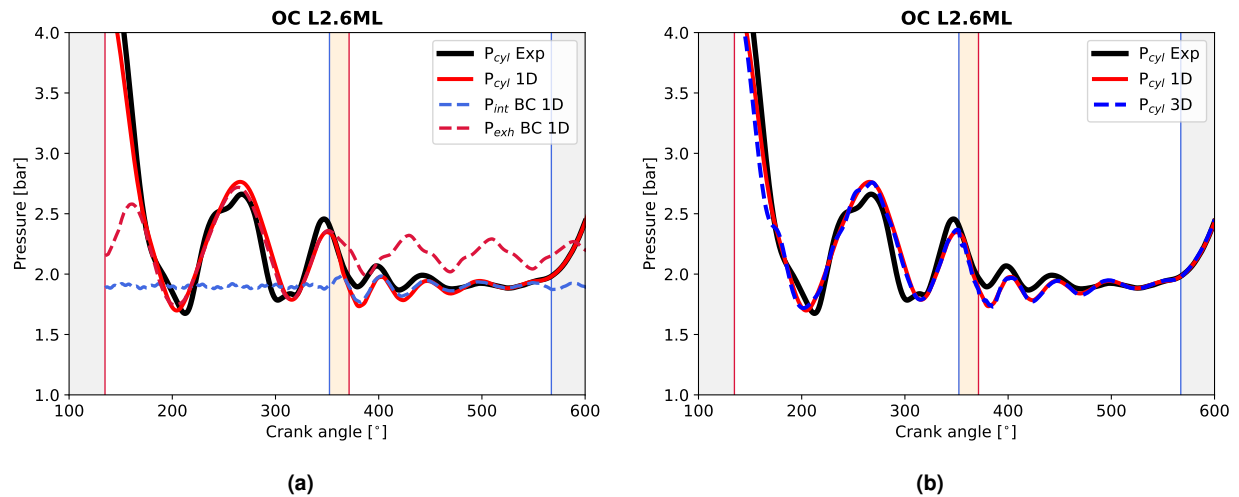 OC L2.6ML
Pressure [bar]
4.0
3.5
3.0
2.5
2.0
1.5
1.0
100 200 300 400 500 600
Crank angle [°]
P_cyl Exp
P_cyl 1D
P_int BC 1D
P_exh BC 1D
(a)
OC L2.6ML
Pressure [bar]
4.0
3.5
3.0
2.5
2.0
1.5
1.0
100 200 300 400 500 600
Crank angle [°]
P_cyl Exp
P_cyl 1D
P_cyl 3D
(b)